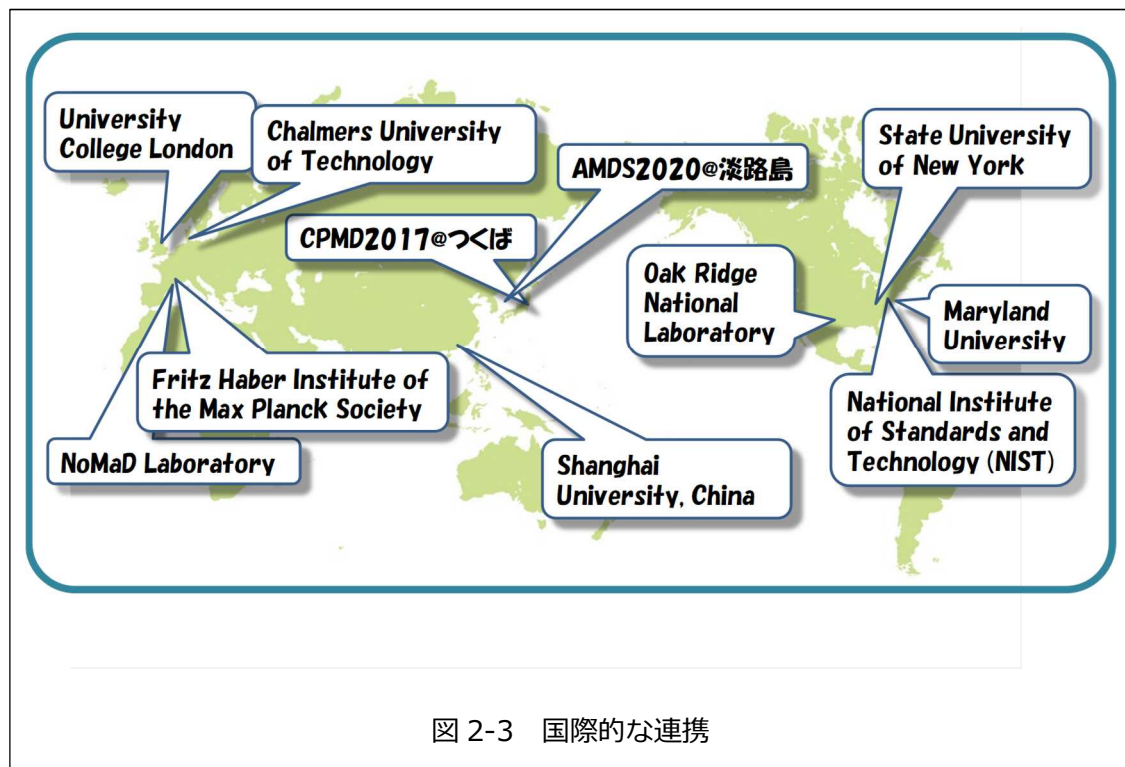 University
College London
Chalmers University
of Technology
AMDS2020@淡路島
State University
of New York
CPMD2017@つくば
Oak Ridge
National
Laboratory
Maryland
University
Fritz Haber Institute of
the Max Planck Society
National Institute
of Standards and
Technology (NIST)
NoMaD Laboratory
Shanghai
University, China
図 2-3　国際的な連携